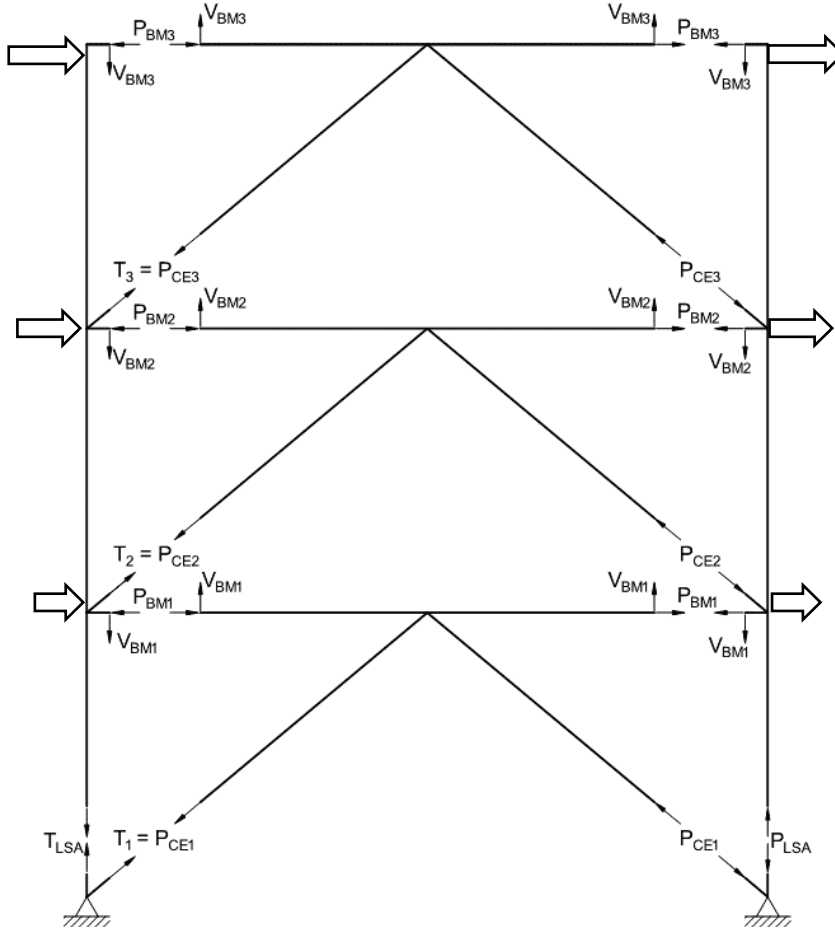 V_BM3 V_BM3
P_BM3 P_BM3
V_BM3 V_BM3
T_3 = P_CE3 P_CE3
V_BM2 V_BM2
P_BM2 P_BM2
V_BM2 V_BM2
T_2 = P_CE2 P_CE2
V_BM1 V_BM1
P_BM1 P_BM1
V_BM1 V_BM1
T_LSA T_1 = P_CE1 P_CE1 P_LSA